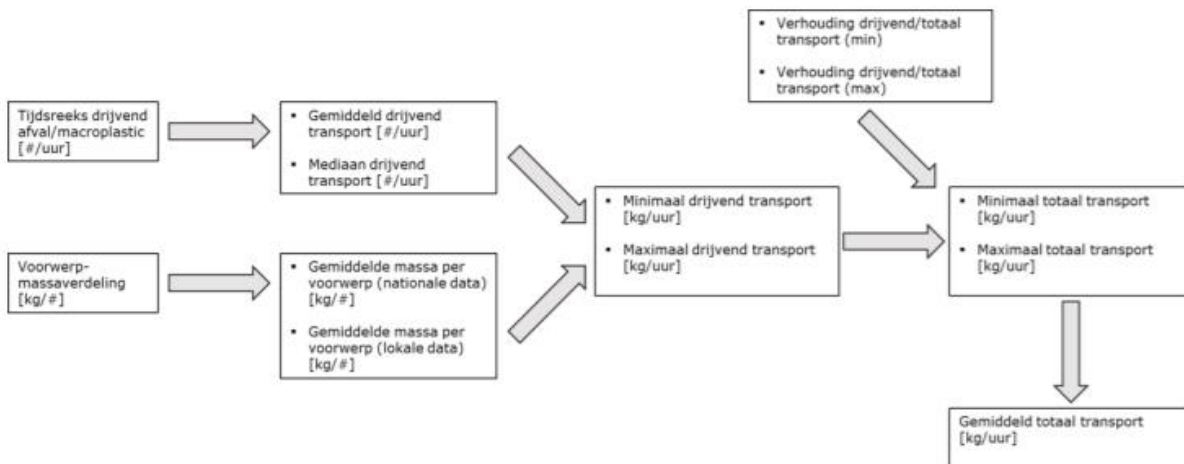 ▪ Verhouding drijvend/totaal
transport (min)
▪ Verhouding drijvend/totaal
transport (max)
Tijdsreeks drijvend
afval/macroplastic
[#/uur]
▪ Gemiddeld drijvend
transport [#/uur]
▪ Mediaan drijvend
transport [#/uur]
Voorwerp-
massaverdeling
[kg/#]
▪ Gemiddelde massa per
voorwerp (nationale data)
[kg/#]
▪ Gemiddelde massa per
voorwerp (lokale data)
[kg/#]
▪ Minimaal drijvend transport
[kg/uur]
▪ Maximaal drijvend transport
[kg/uur]
▪ Minimaal totaal transport
[kg/uur]
▪ Maximaal totaal transport
[kg/uur]
Gemiddeld totaal transport
[kg/uur]